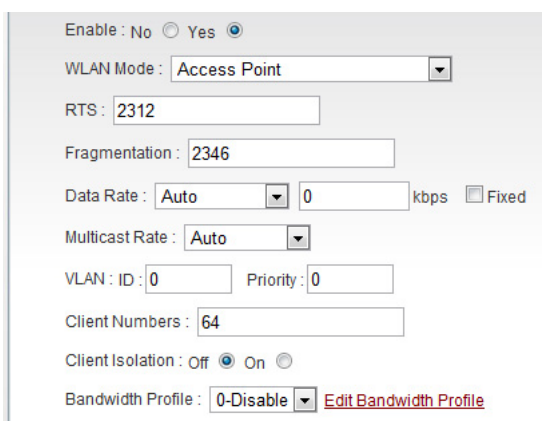 Enable : No Yes
WLAN Mode : Access Point
RTS : 2312
Fragmentation : 2346
Data Rate : Auto 0 kbps Fixed
Multicast Rate : Auto
VLAN : ID : 0 Priority : 0
Client Numbers : 64
Client Isolation : Off On
Bandwidth Profile : 0-Disable Edit Bandwidth Profile